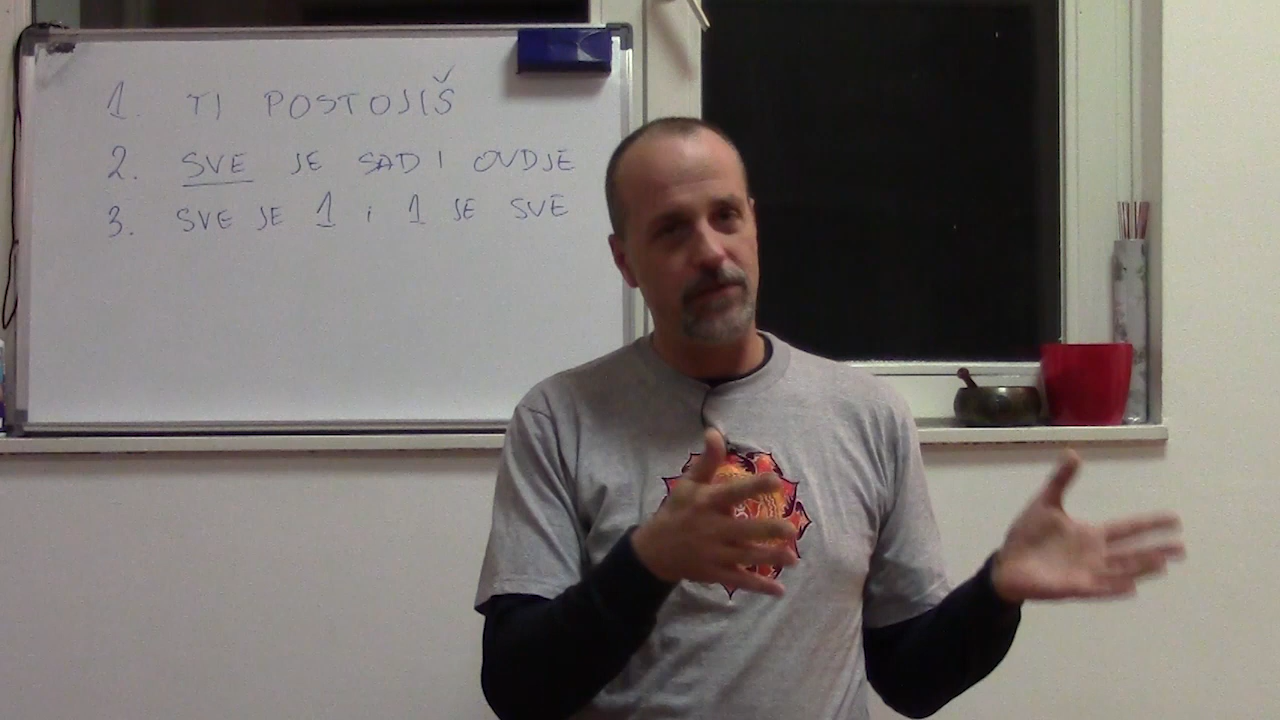 1. TI POSTOJIŠ
2. SVE JE SAD I OVDJE
3. SVE JE 1 i 1 JE SVE